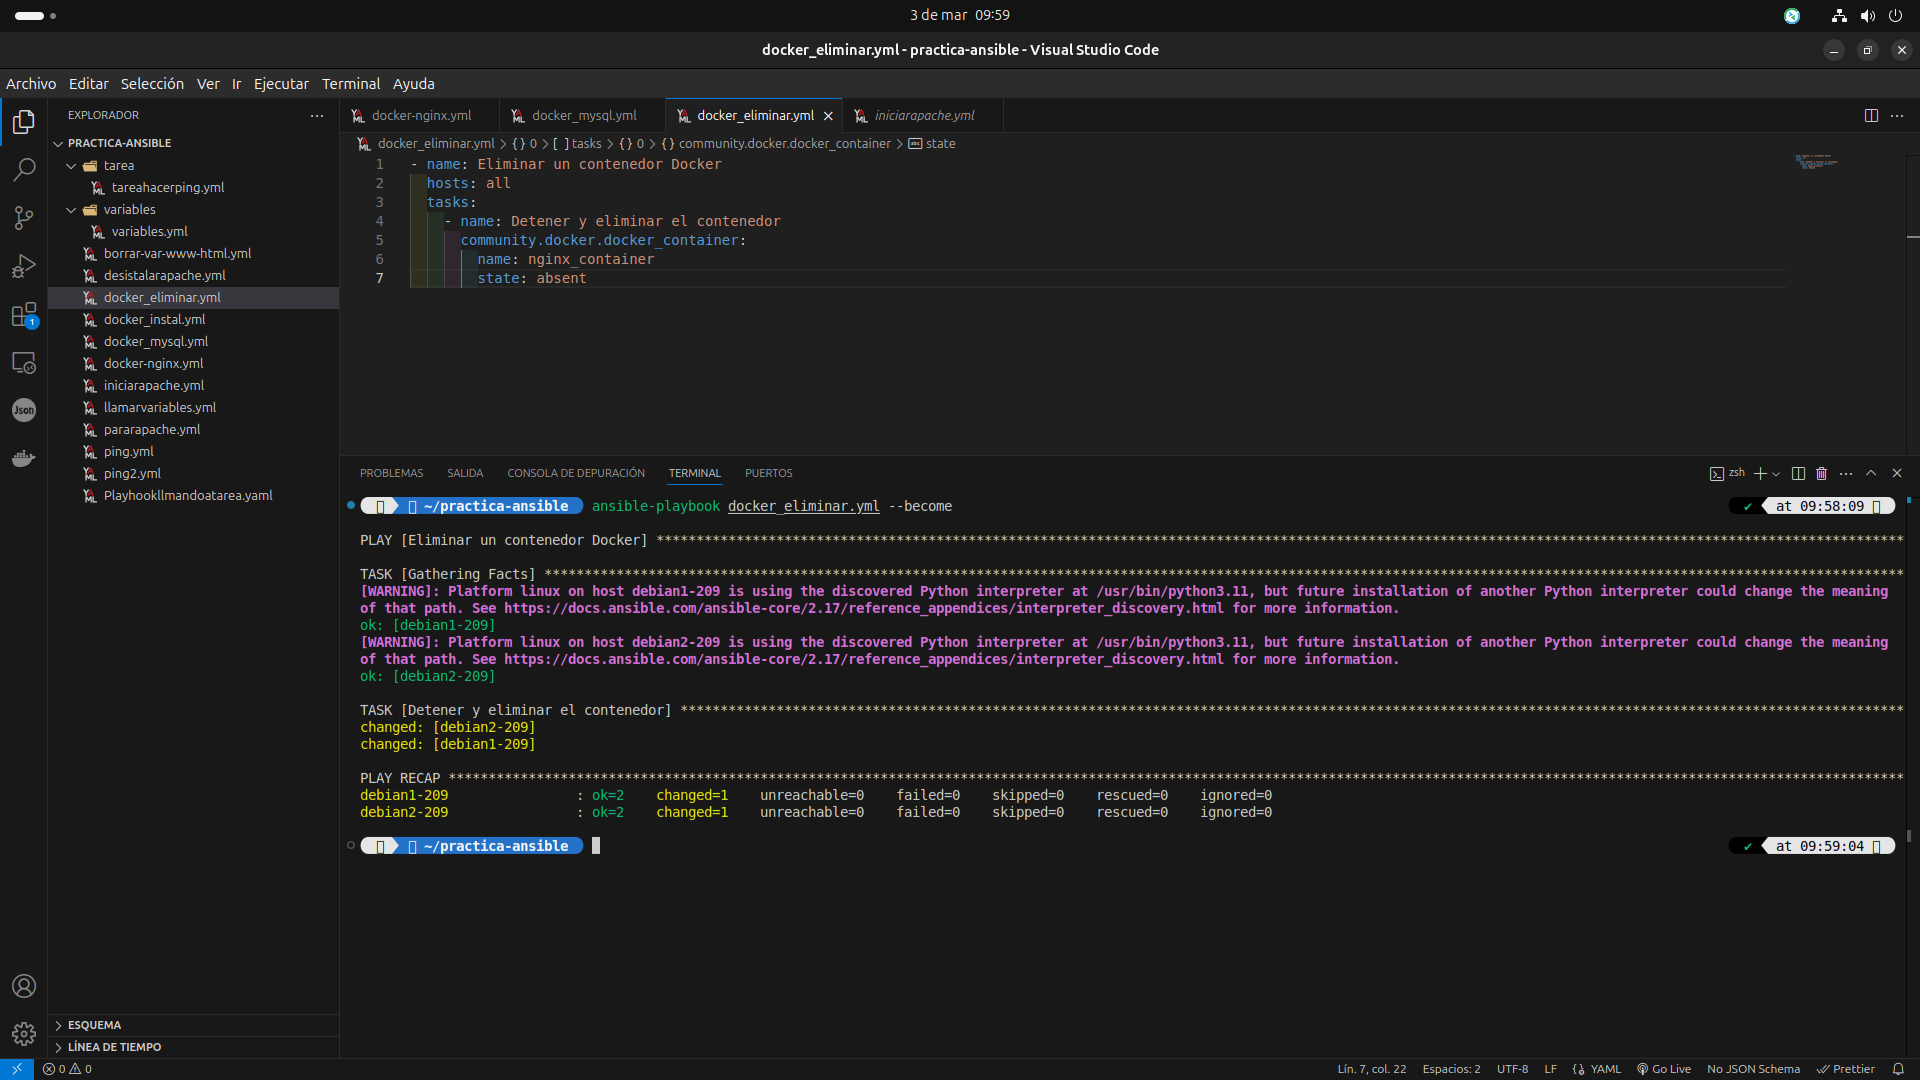 3 de mar 09:59
docker_eliminar.yml - practica-ansible - Visual Studio Code
Archivo Editar Selección Ver Ir Ejecutar Terminal Ayuda
EXPLORADOR
PRACTICA-ANSIBLE
tarea
tareahacerping.yml
variables
variables.yml
borrar-var-www-html.yml
desistalarapache.yml
docker_eliminar.yml
docker_instal.yml
docker_mysql.yml
docker-nginx.yml
iniciarapache.yml
llamarvariables.yml
pararapache.yml
ping.yml
ping2.yml
Playhookllmandoatarea.yaml
ESQUEMA
LÍNEA DE TIEMPO
1
Json
docker-nginx.yml docker_mysql.yml docker_eliminar.yml iniciarapache.yml
docker_eliminar.yml > {} 0 > [ ] tasks > {} 0 > {} community.docker.docker_container > abc state
1 - name: Eliminar un contenedor Docker
2 hosts: all
3 tasks:
4 - name: Detener y eliminar el contenedor
5 community.docker.docker_container:
6 name: nginx_container
7 state: absent
PROBLEMAS SALIDA CONSOLA DE DEPURACIÓN TERMINAL PUERTOS
zsh
~/practica-ansible ansible-playbook docker_eliminar.yml --become ✔ at 09:58:09
PLAY [Eliminar un contenedor Docker] ************************************************************
TASK [Gathering Facts] ************************************************************
[WARNING]: Platform linux on host debian1-209 is using the discovered Python interpreter at /usr/bin/python3.11, but future installation of another Python interpreter could change the meaning
of that path. See https://docs.ansible.com/ansible-core/2.17/reference_appendices/interpreter_discovery.html for more information.
ok: [debian1-209]
[WARNING]: Platform linux on host debian2-209 is using the discovered Python interpreter at /usr/bin/python3.11, but future installation of another Python interpreter could change the meaning
of that path. See https://docs.ansible.com/ansible-core/2.17/reference_appendices/interpreter_discovery.html for more information.
ok: [debian2-209]
TASK [Detener y eliminar el contenedor] ************************************************************
changed: [debian2-209]
changed: [debian1-209]
PLAY RECAP ************************************************************
debian1-209 : ok=2 changed=1 unreachable=0 failed=0 skipped=0 rescued=0 ignored=0
debian2-209 : ok=2 changed=1 unreachable=0 failed=0 skipped=0 rescued=0 ignored=0
~/practica-ansible ✔ at 09:59:04
0 0 Lín. 7, col. 22 Espacios: 2 UTF-8 LF YAML Go Live No JSON Schema Prettier